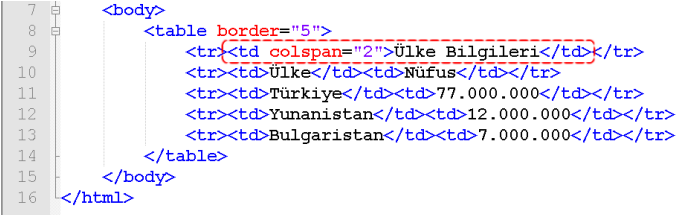 7 <body>
8 <table border="5">
9 <tr><td colspan="2">Ülke Bilgileri</td></tr>
10 <tr><td>Ülke</td><td>Nüfus</td></tr>
11 <tr><td>Türkiye</td><td>77.000.000</td></tr>
12 <tr><td>Yunanistan</td><td>12.000.000</td></tr>
13 <tr><td>Bulgaristan</td><td>7.000.000</td></tr>
14 </table>
15 </body>
16 </html>